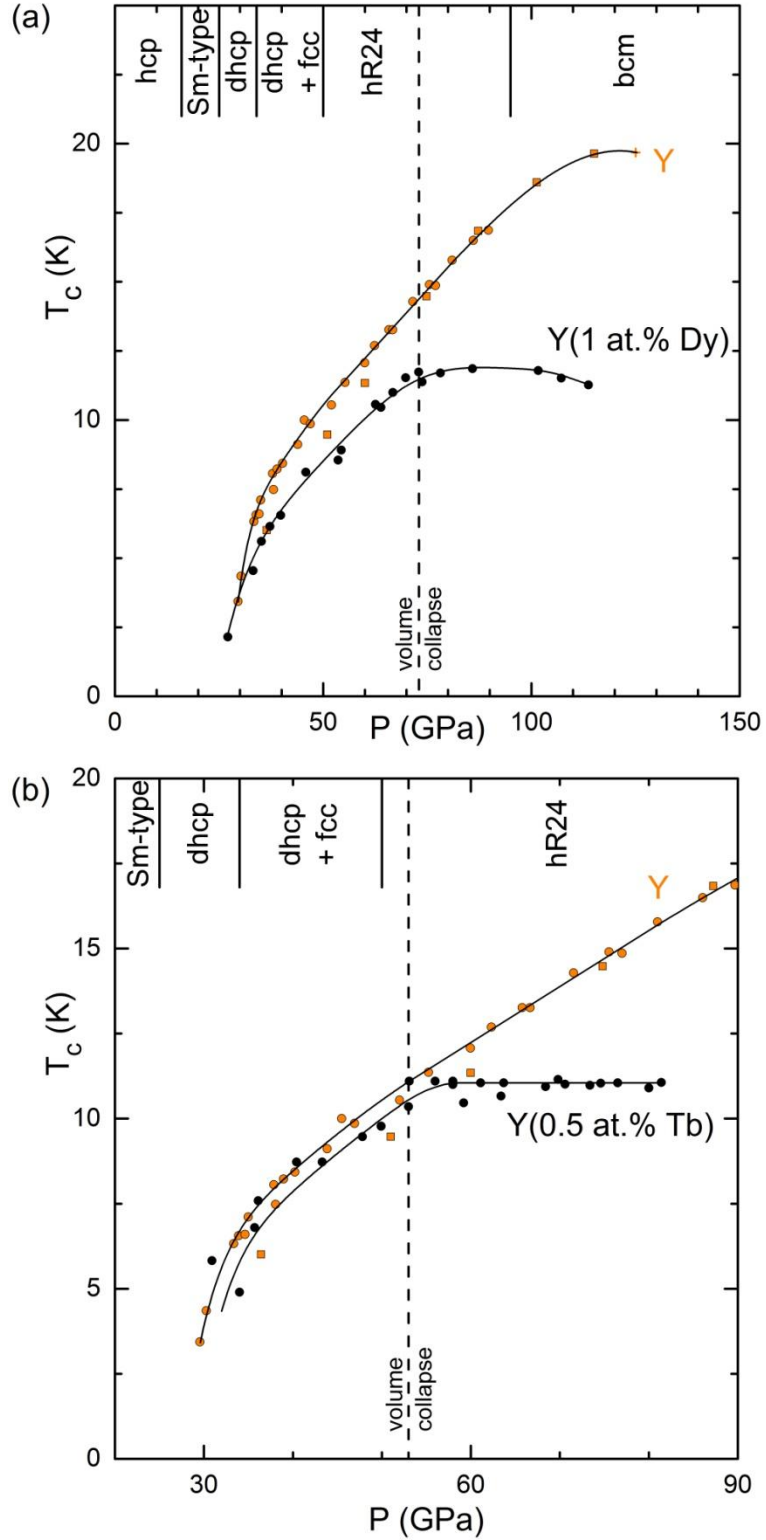 (a)
hcp
Sm-type
dhcp
dhcp
+ fcc
hR24
bcm
20
Y
Y(1 at.% Dy)
10
T_c (K)
volume
collapse
0
0
50
100
150
P (GPa)
(b)
20
Sm-type
dhcp
dhcp
+ fcc
hR24
Y
15
T_c (K)
10
Y(0.5 at.% Tb)
5
volume
collapse
0
30
60
90
P (GPa)